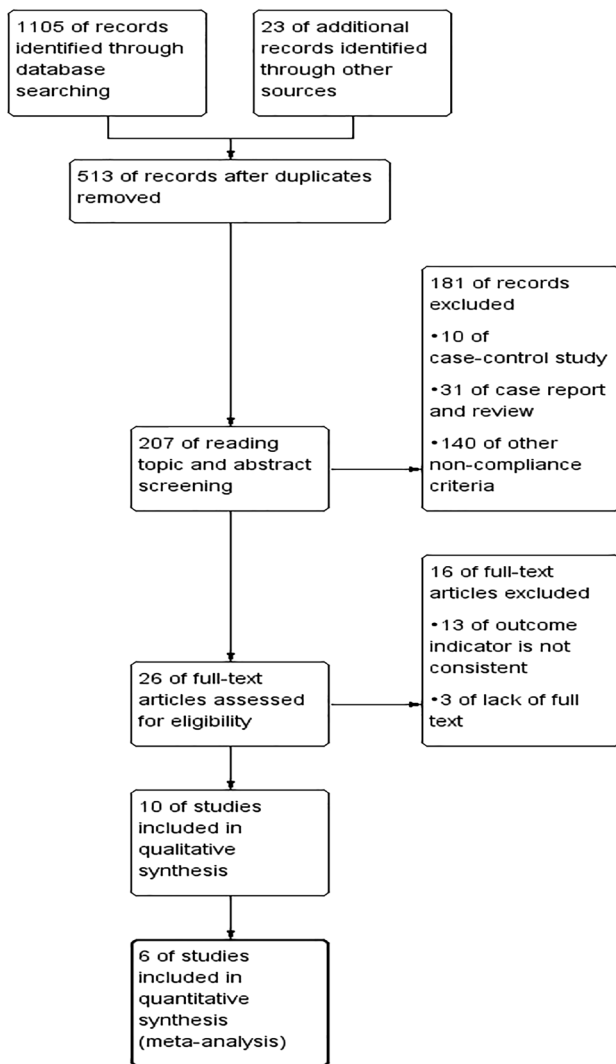 1105 of records
identified through
database
searching
23 of additional
records identified
through other
sources
513 of records after duplicates
removed
181 of records
excluded
•10 of
case-control study
•31 of case report
and review
•140 of other
non-compliance
criteria
207 of reading
topic and abstract
screening
16 of full-text
articles excluded
•13 of outcome
indicator is not
consistent
•3 of lack of full
text
26 of full-text
articles assessed
for eligibility
10 of studies
included in
qualitative
synthesis
6 of studies
included in
quantitative
synthesis
(meta-analysis)